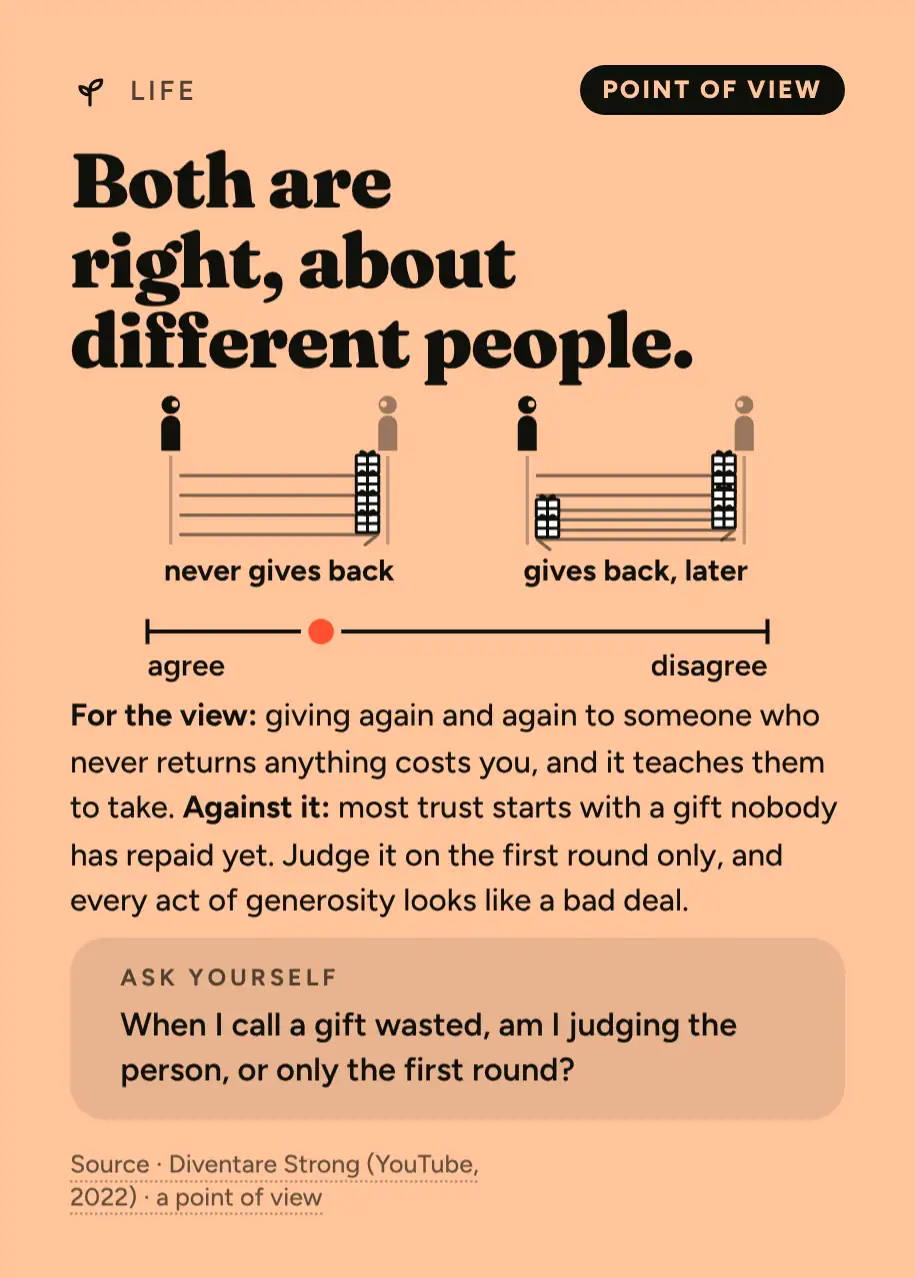 LIFE
POINT OF VIEW
Both are
right, about
different people.
never gives back
gives back, later
agree
disagree
For the view: giving again and again to someone who
never returns anything costs you, and it teaches them
to take. Against it: most trust starts with a gift nobody
has repaid yet. Judge it on the first round only, and
every act of generosity looks like a bad deal.
ASK YOURSELF
When I call a gift wasted, am I judging the
person, or only the first round?
Source · Diventare Strong (YouTube,
2022) · a point of view